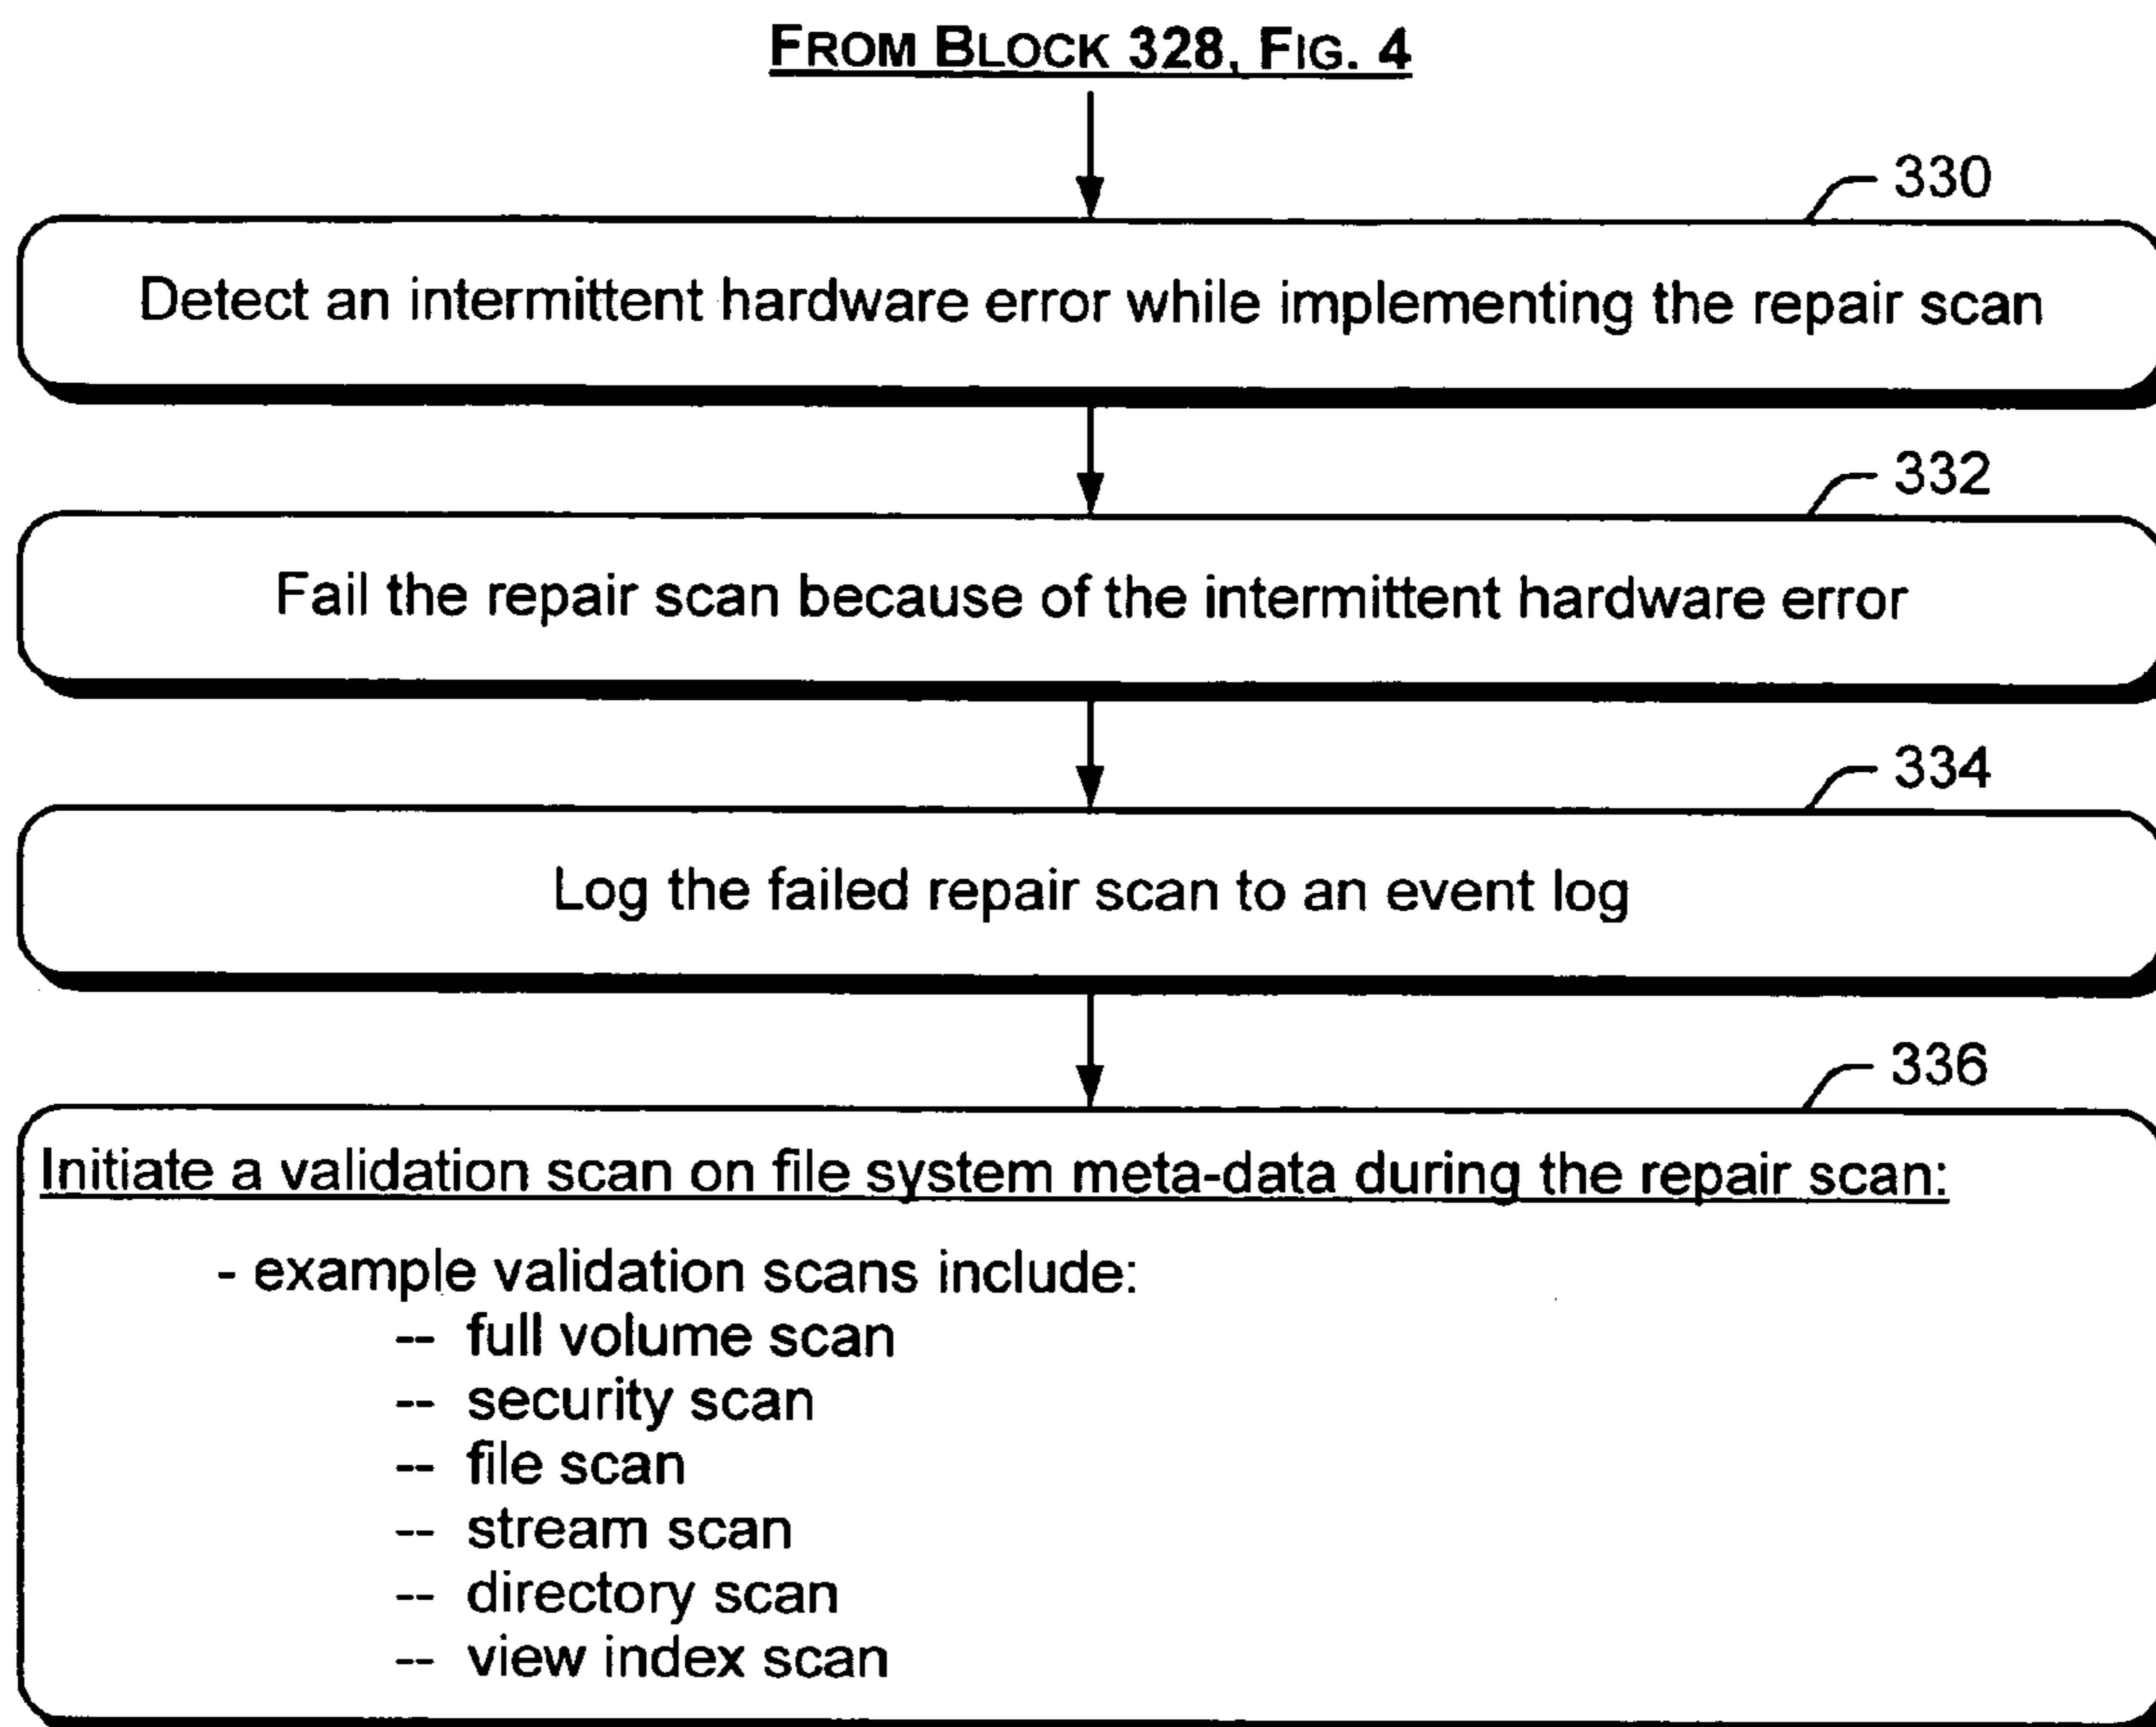 FROM BLOCK 328, FIG. 4
330
Detect an intermittent hardware error while implementing the repair scan
332
Fail the repair scan because of the intermittent hardware error
334
Log the failed repair scan to an event log
336
Initiate a validation scan on file system meta-data during the repair scan:
- example validation scans include:
-- full volume scan
-- security scan
-- file scan
-- stream scan
-- directory scan
-- view index scan